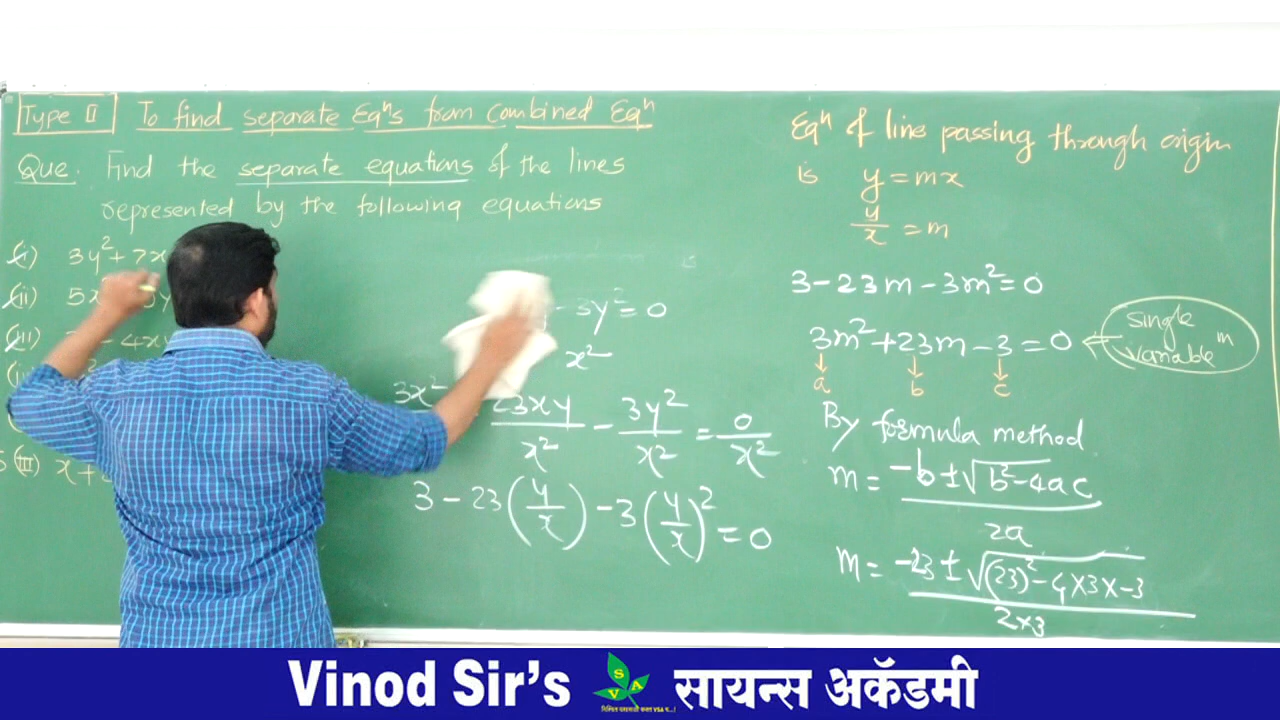 Type II To find separate Eqⁿs from Combined Eqⁿ
Que. Find the separate equations of the lines
represented by the following equations
(i) 3y² + 7x
(ii) 5x 3y
(iii) - 4xy
(iii) x +
- 3y² = 0
x²
3x²
23xy/x² - 3y²/x² = 0/x²
3 - 23(y/x) - 3(y/x)² = 0
Eqⁿ of line passing through origin
is y = mx
y/x = m
3 - 23m - 3m² = 0
3m² + 23m - 3 = 0
a b c
single
variable m
By formula method
m = -b ± √b² - 4ac / 2a
m = -23 ± √(23)² - 4×3×-3 / 2×3
Vinod Sir's SVA सायन्स अकॅडमी